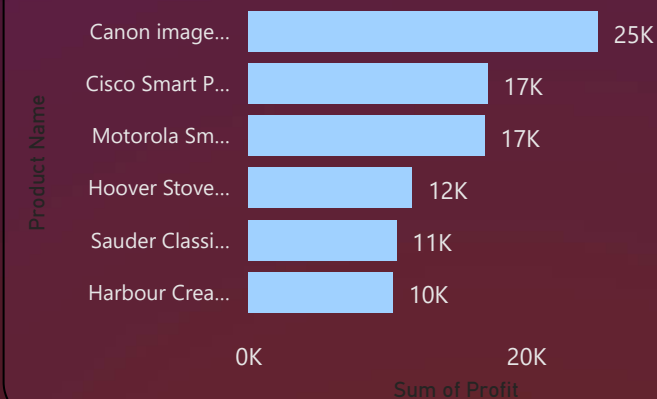 Product Name
Canon image... 25K
Cisco Smart P... 17K
Motorola Sm... 17K
Hoover Stove... 12K
Sauder Classi... 11K
Harbour Crea... 10K
0K 20K
Sum of Profit